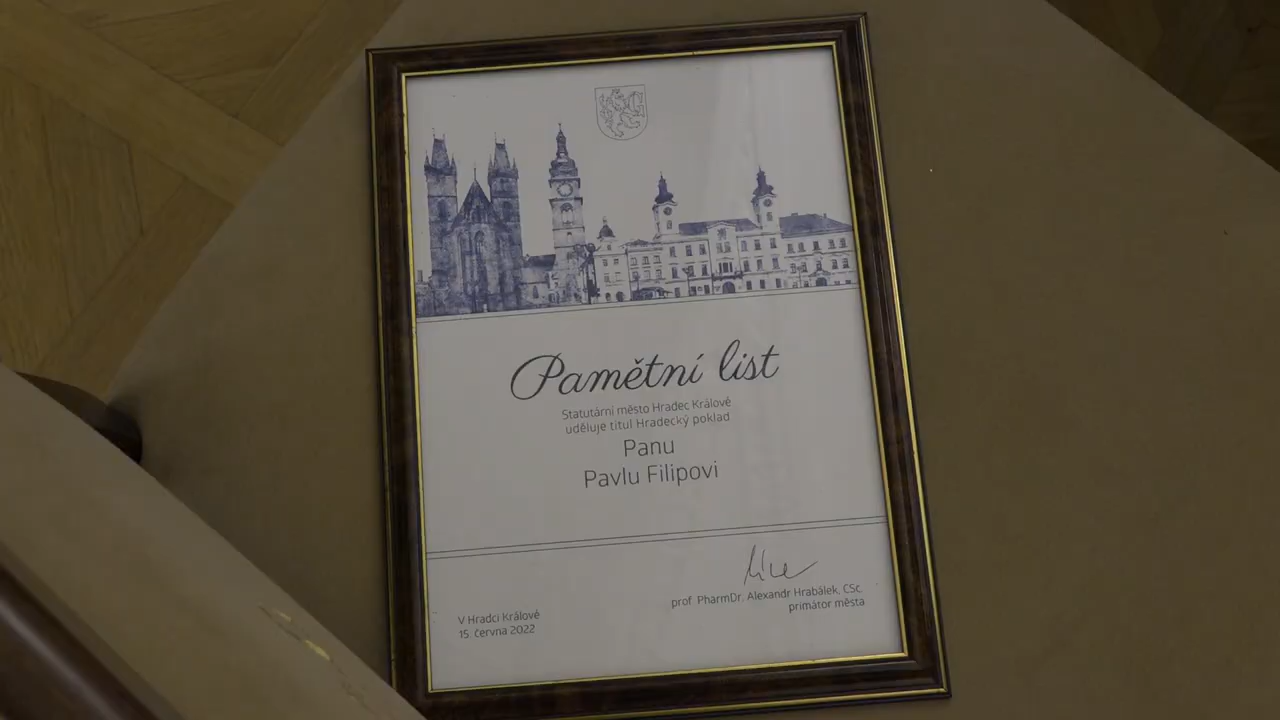 Pamětní list
Statutární město Hradec Králové
uděluje titul Hradecký poklad
Panu
Pavlu Filipovi
prof. PharmDr. Alexandr Hrabálek, CSc.
primátor města
V Hradci Králové
15. června 2022